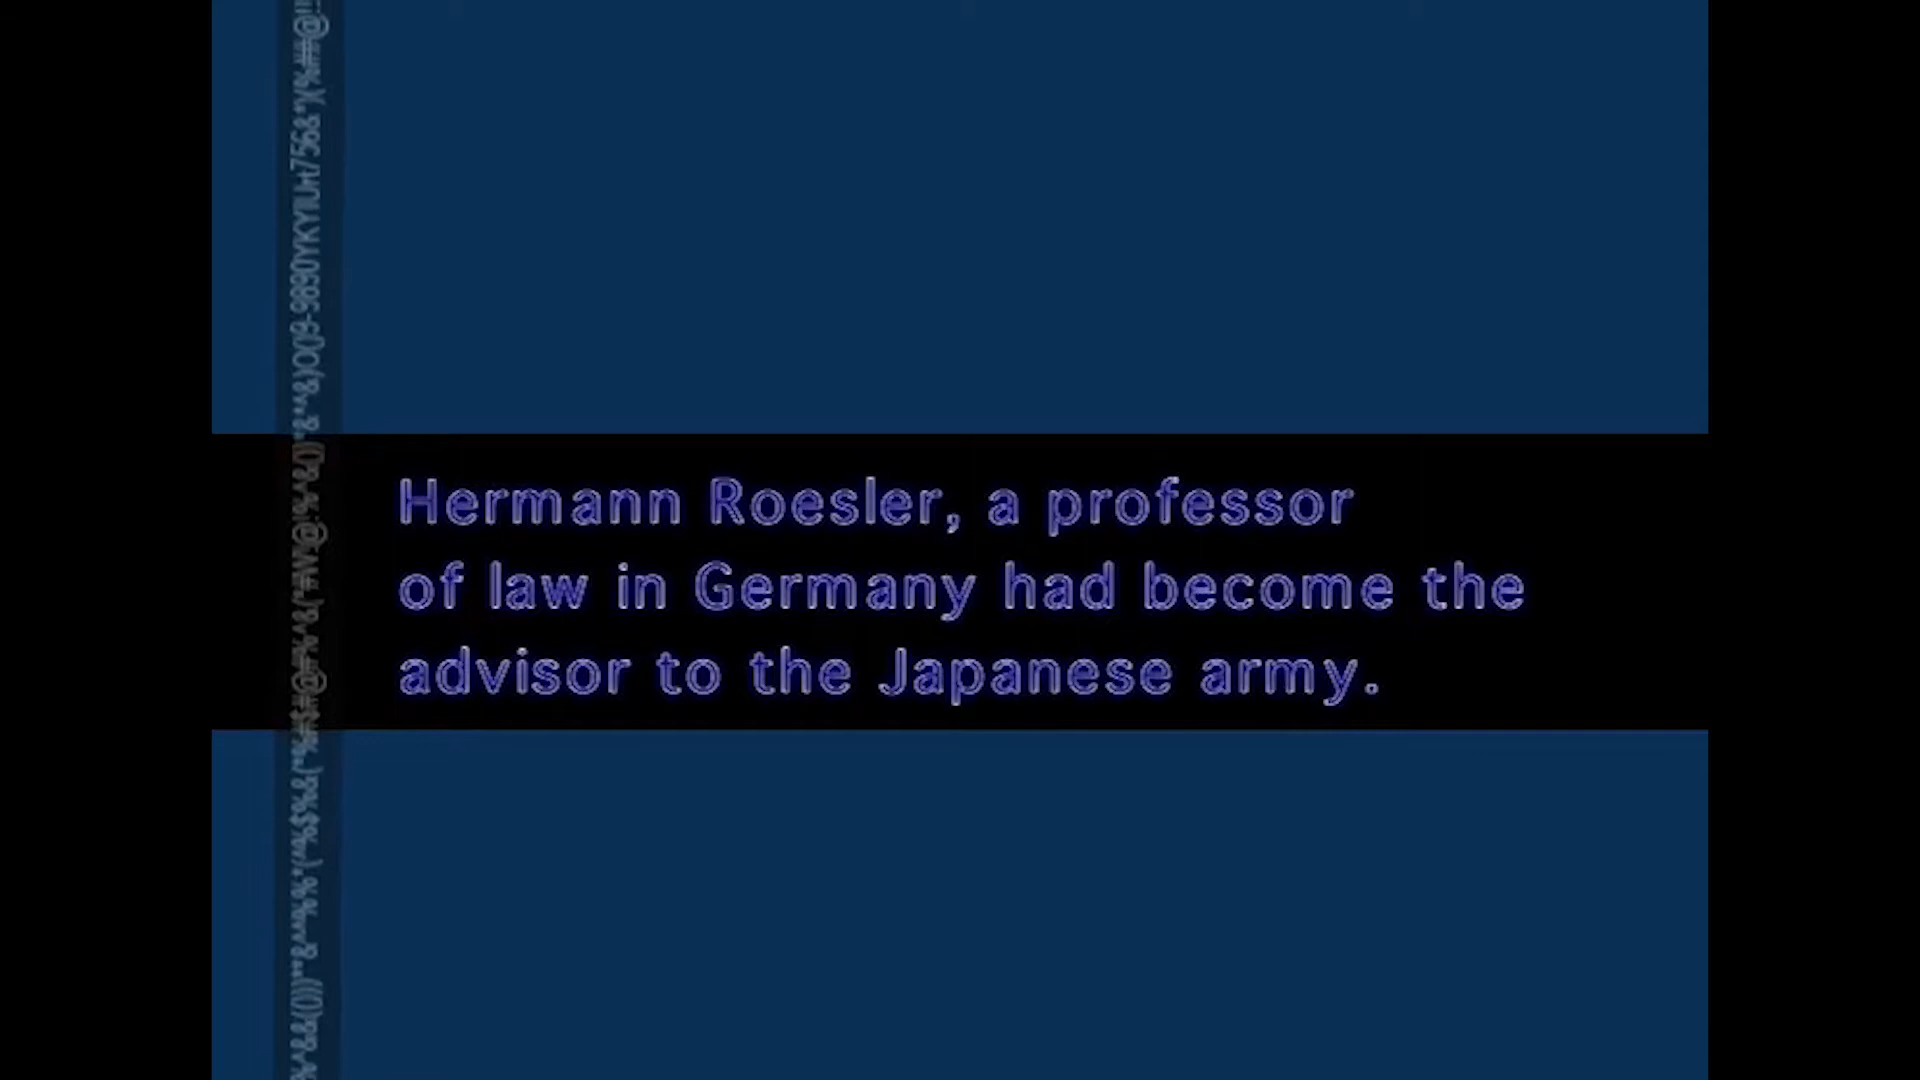 Hermann Roesler, a professor
of law in Germany had become the
advisor to the Japanese army.